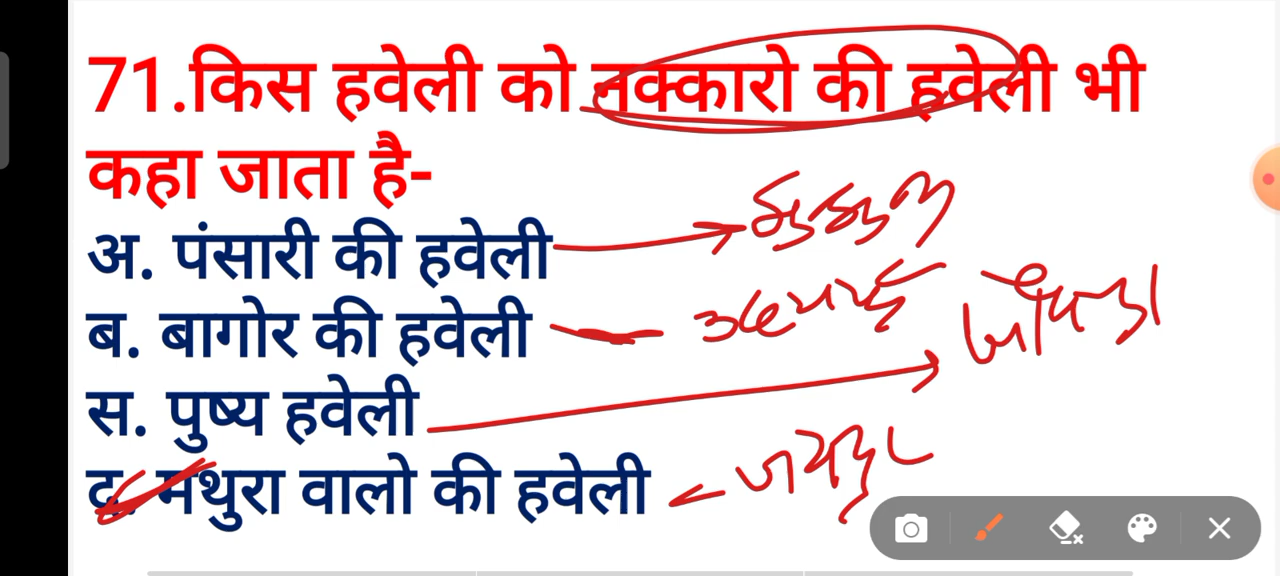 71.किस हवेली को नक्कारो की हवेली भी
कहा जाता है-
अ. पंसारी की हवेली
ब. बागोर की हवेली
स. पुष्य हवेली
द. मथुरा वालो की हवेली